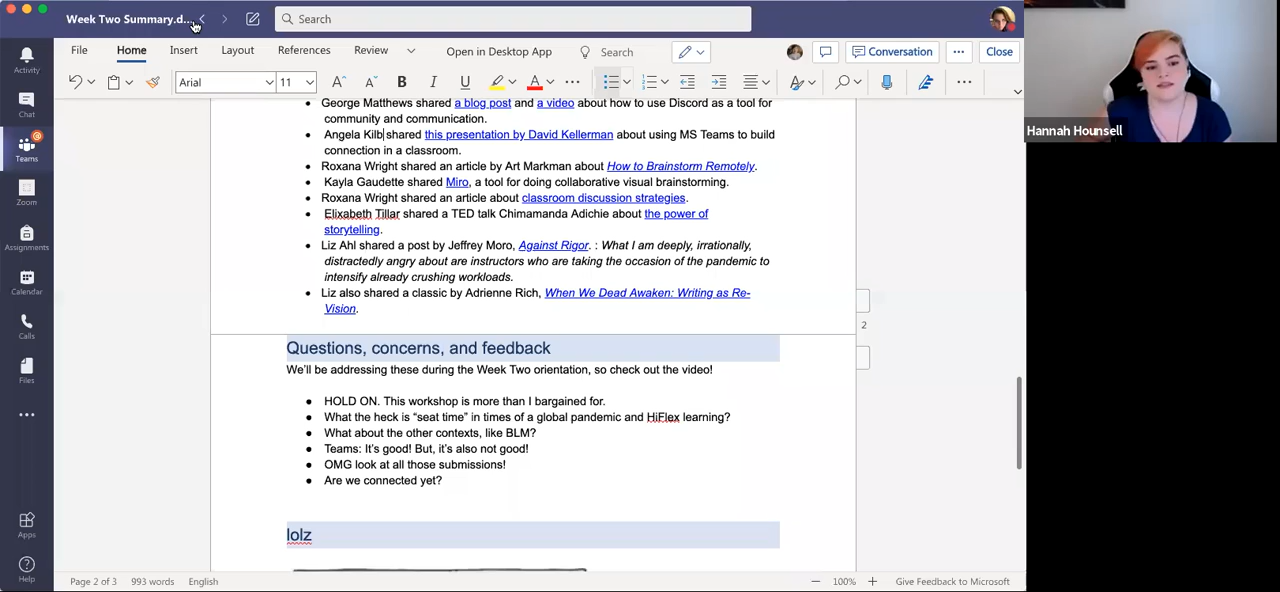 Week Two Summary.d...
Search
File
Home
Insert
Layout
References
Review
Open in Desktop App
Search
Conversation
Close
Arial
11
B
I
U
A
Activity
Chat
Teams
Zoom
Assignments
Calendar
Calls
Files
Apps
Help
George Matthews shared a blog post and a video about how to use Discord as a tool for
community and communication.
Angela Kilb shared this presentation by David Kellerman about using MS Teams to build
connection in a classroom.
Roxana Wright shared an article by Art Markman about How to Brainstorm Remotely.
Kayla Gaudette shared Miro, a tool for doing collaborative visual brainstorming.
Roxana Wright shared an article about classroom discussion strategies.
Elixabeth Tillar shared a TED talk Chimamanda Adichie about the power of
storytelling.
Liz Ahl shared a post by Jeffrey Moro, Against Rigor. : What I am deeply, irrationally,
distractedly angry about are instructors who are taking the occasion of the pandemic to
intensify already crushing workloads.
Liz also shared a classic by Adrienne Rich, When We Dead Awaken: Writing as Re-
Vision.
2
Questions, concerns, and feedback
We'll be addressing these during the Week Two orientation, so check out the video!
HOLD ON. This workshop is more than I bargained for.
What the heck is "seat time" in times of a global pandemic and HiFlex learning?
What about the other contexts, like BLM?
Teams: It's good! But, it's also not good!
OMG look at all those submissions!
Are we connected yet?
lolz
Page 2 of 3
993 words
English
100%
Give Feedback to Microsoft
Hannah Hounsell